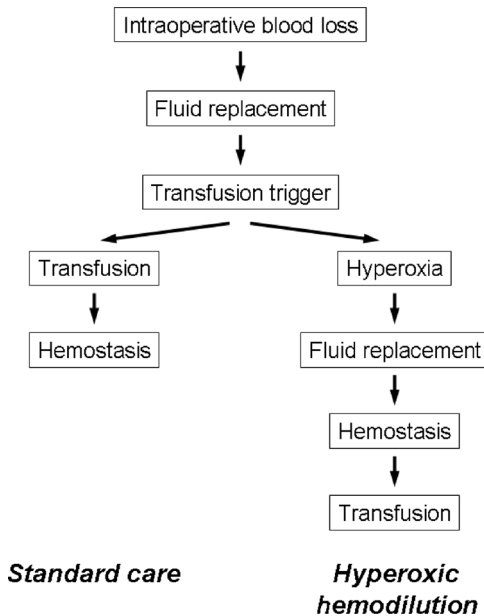 Intraoperative blood loss
Fluid replacement
Transfusion trigger
Transfusion
Hemostasis
Hyperoxia
Fluid replacement
Hemostasis
Transfusion
Standard care
Hyperoxic
hemodilution